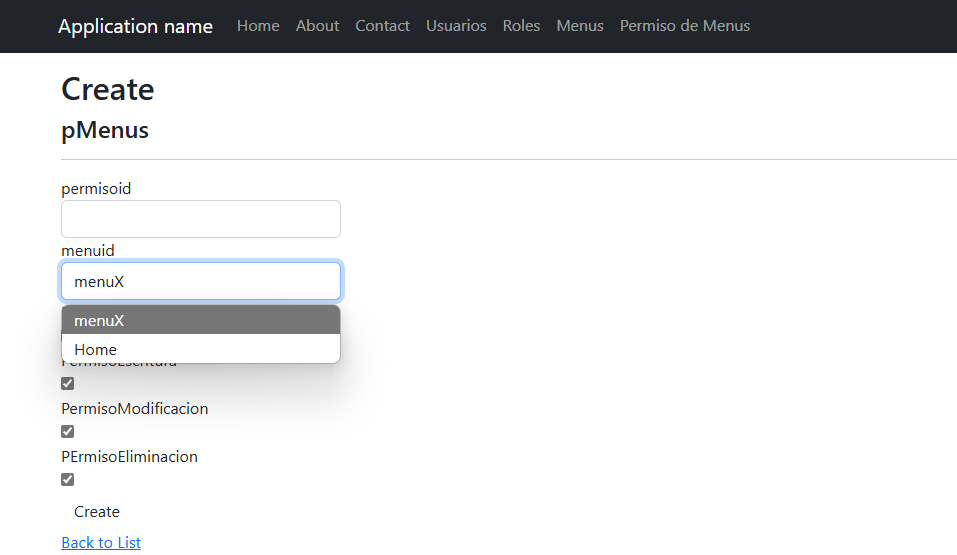 Application name Home About Contact Usuarios Roles Menus Permiso de Menus
Create
pMenus
permisoid
menuid
menuX
menuX
Home
PermisoEscritura
PermisoModificacion
PErmisoEliminacion
Create
Back to List